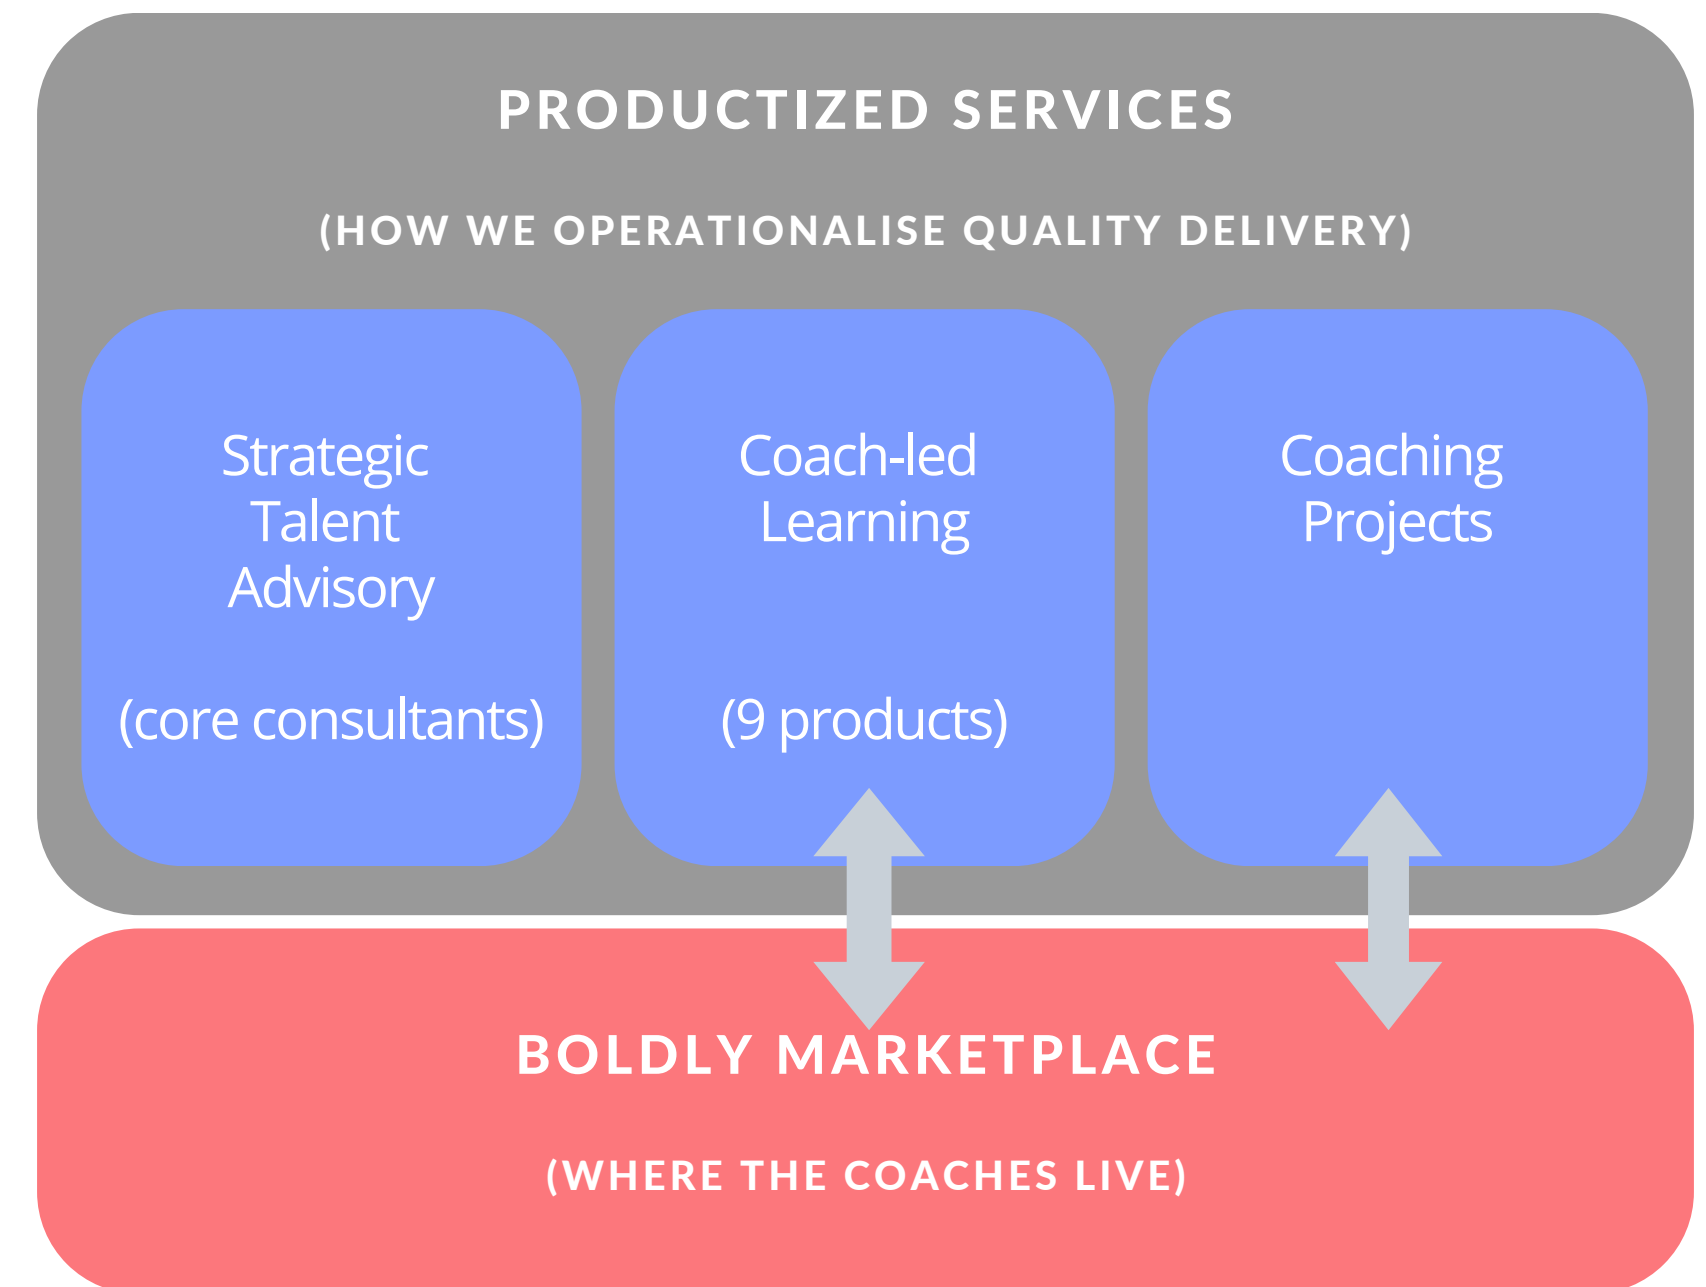 PRODUCTIZED SERVICES
(HOW WE OPERATIONALISE QUALITY DELIVERY)
Strategic
Talent
Advisory
(core consultants)
Coach-led
Learning
(9 products)
Coaching
Projects
BOLDLY MARKETPLACE
(WHERE THE COACHES LIVE)